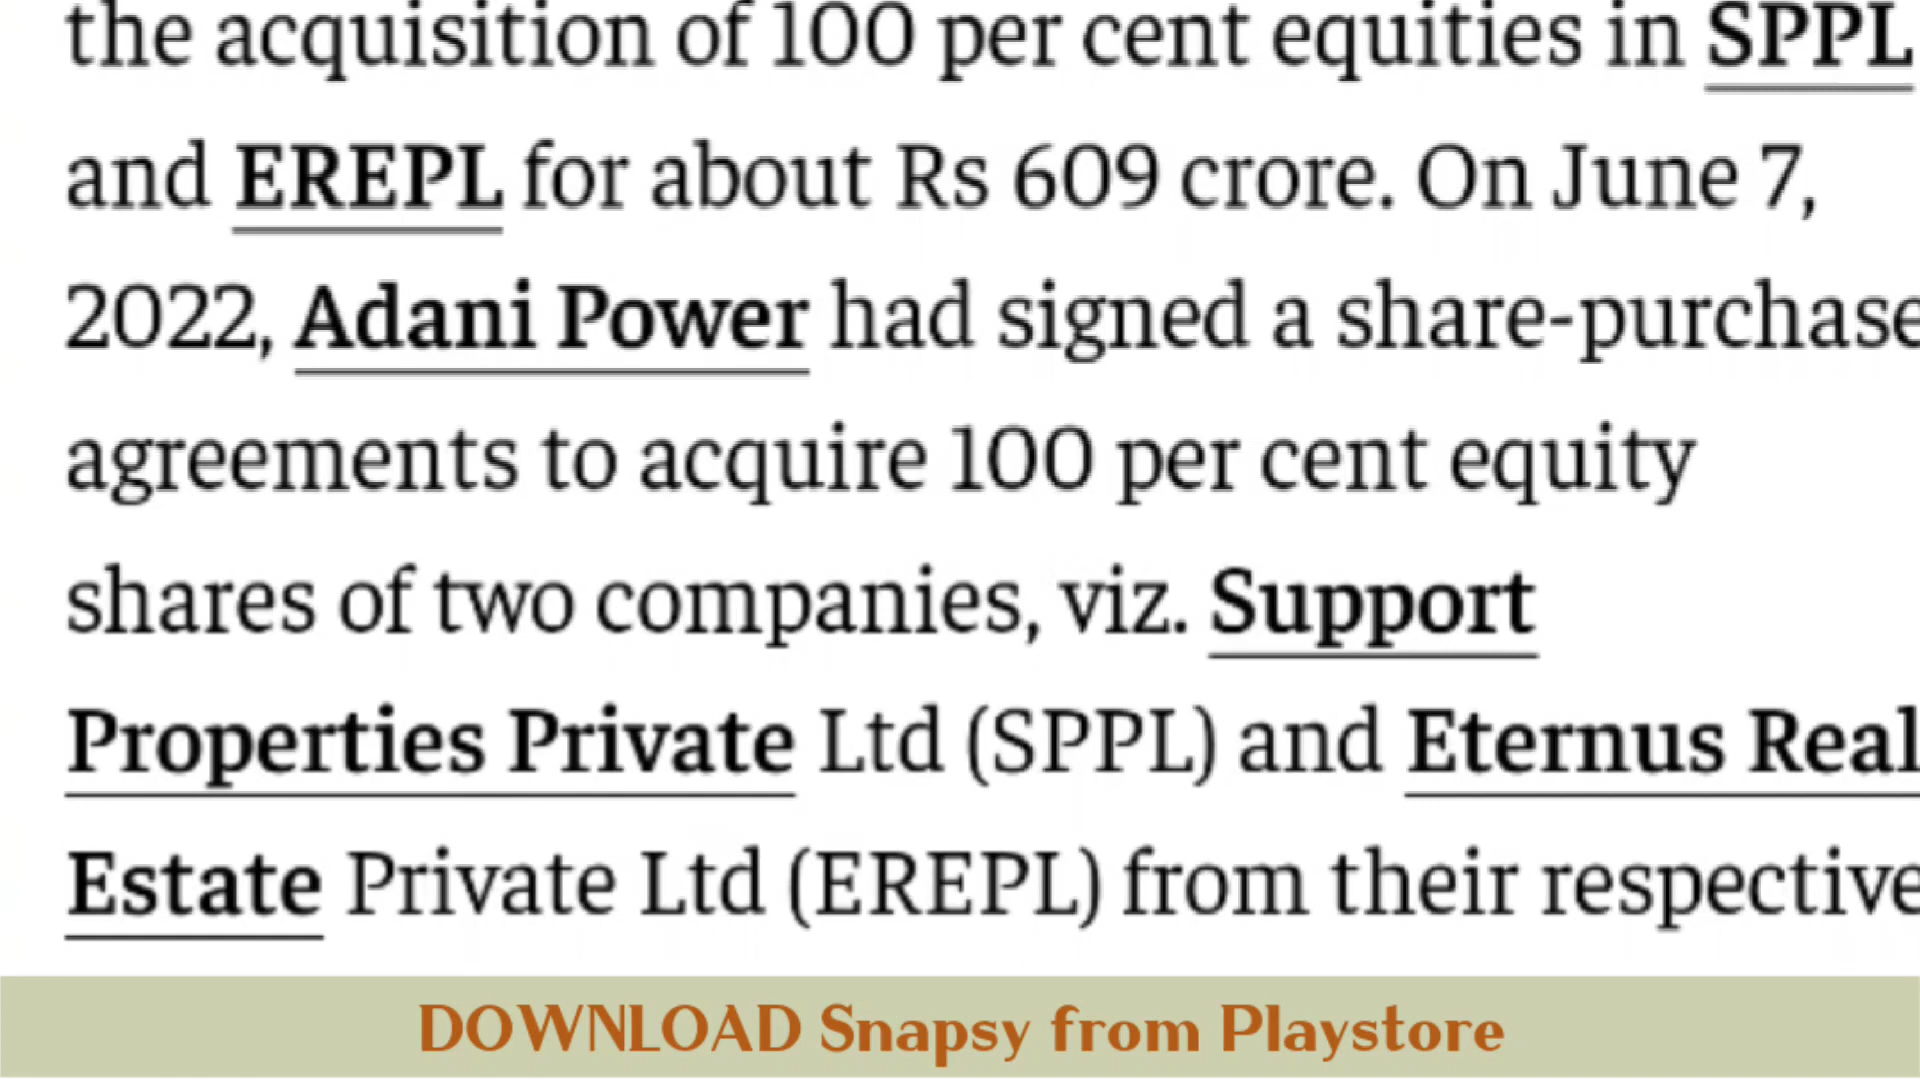 the acquisition of 100 per cent equities in SPPL
and EREPL for about Rs 609 crore. On June 7,
2022, Adani Power had signed a share-purchase
agreements to acquire 100 per cent equity
shares of two companies, viz. Support
Properties Private Ltd (SPPL) and Eternus Real
Estate Private Ltd (EREPL) from their respective
DOWNLOAD Snapsy from Playstore